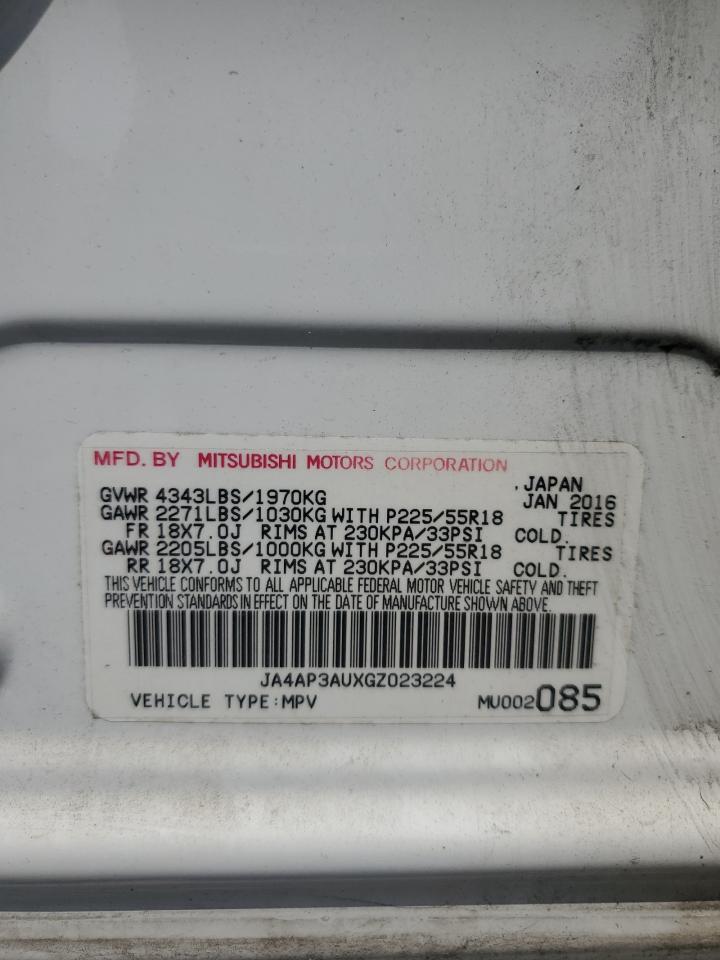 MFD. BY MITSUBISHI MOTORS CORPORATION
, JAPAN
GVWR 4343LBS/1970KG JAN 2016
GAWR 2271LBS/1030KG WITH P225/55R18 TIRES
FR 18X7.0J RIMS AT 230KPA/33PSI COLD.
GAWR 2205LBS/1000KG WITH P225/55R18 TIRES
RR 18X7.0J RIMS AT 230KPA/33PSI COLD.
THIS VEHICLE CONFORMS TO ALL APPLICABLE FEDERAL MOTOR VEHICLE SAFETY AND THEFT
PREVENTION STANDARDS IN EFFECT ON THE DATE OF MANUFACTURE SHOWN ABOVE.
JA4AP3AUXGZ023224
VEHICLE TYPE:MPV MU002085